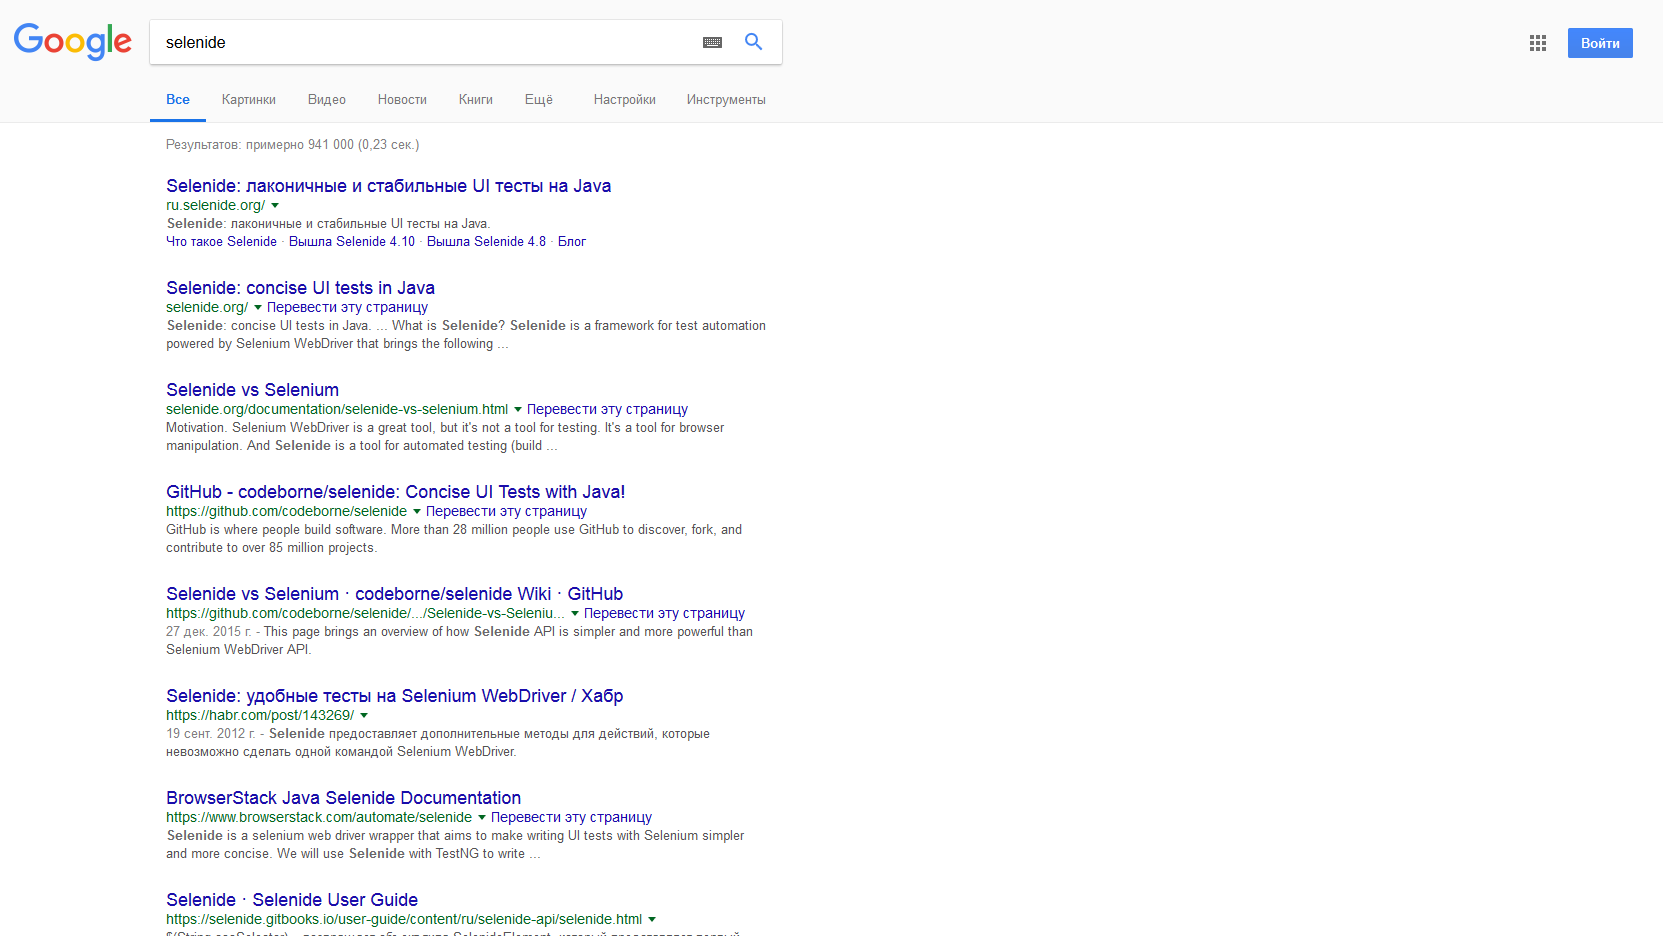 Google
selenide
Войти
Все Картинки Видео Новости Книги Ещё Настройки Инструменты
Результатов: примерно 941 000 (0,23 сек.)
Selenide: лаконичные и стабильные UI тесты на Java
ru.selenide.org/
Selenide: лаконичные и стабильные UI тесты на Java.
Что такое Selenide · Вышла Selenide 4.10 · Вышла Selenide 4.8 · Блог
Selenide: concise UI tests in Java
selenide.org/ Перевести эту страницу
Selenide: concise UI tests in Java. ... What is Selenide? Selenide is a framework for test automation
powered by Selenium WebDriver that brings the following ...
Selenide vs Selenium
selenide.org/documentation/selenide-vs-selenium.html Перевести эту страницу
Motivation. Selenium WebDriver is a great tool, but it's not a tool for testing. It's a tool for browser
manipulation. And Selenide is a tool for automated testing (build ...
GitHub - codeborne/selenide: Concise UI Tests with Java!
https://github.com/codeborne/selenide Перевести эту страницу
GitHub is where people build software. More than 28 million people use GitHub to discover, fork, and
contribute to over 85 million projects.
Selenide vs Selenium · codeborne/selenide Wiki · GitHub
https://github.com/codeborne/selenide/.../Selenide-vs-Seleniu... Перевести эту страницу
27 дек. 2015 г. - This page brings an overview of how Selenide API is simpler and more powerful than
Selenium WebDriver API.
Selenide: удобные тесты на Selenium WebDriver / Хабр
https://habr.com/post/143269/
19 сент. 2012 г. - Selenide предоставляет дополнительные методы для действий, которые
невозможно сделать одной командой Selenium WebDriver.
BrowserStack Java Selenide Documentation
https://www.browserstack.com/automate/selenide Перевести эту страницу
Selenide is a selenium web driver wrapper that aims to make writing UI tests with Selenium simpler
and more concise. We will use Selenide with TestNG to write ...
Selenide · Selenide User Guide
https://selenide.gitbooks.io/user-guide/content/ru/selenide-api/selenide.html